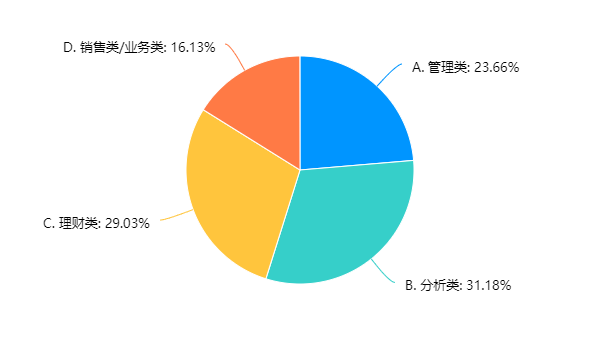 D. 销售类/业务类: 16.13%
A. 管理类: 23.66%
C. 理财类: 29.03%
B. 分析类: 31.18%